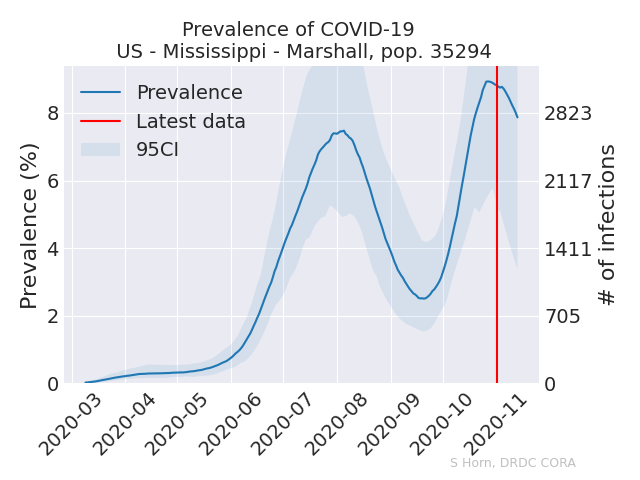 Prevalence of COVID-19
US - Mississippi - Marshall, pop. 35294
Prevalence
Latest data
95CI
Prevalence (%)
8
6
4
2
0
2823
2117
1411
705
0
# of infections
2020-03
2020-04
2020-05
2020-06
2020-07
2020-08
2020-09
2020-10
2020-11
S Horn, DRDC CORA